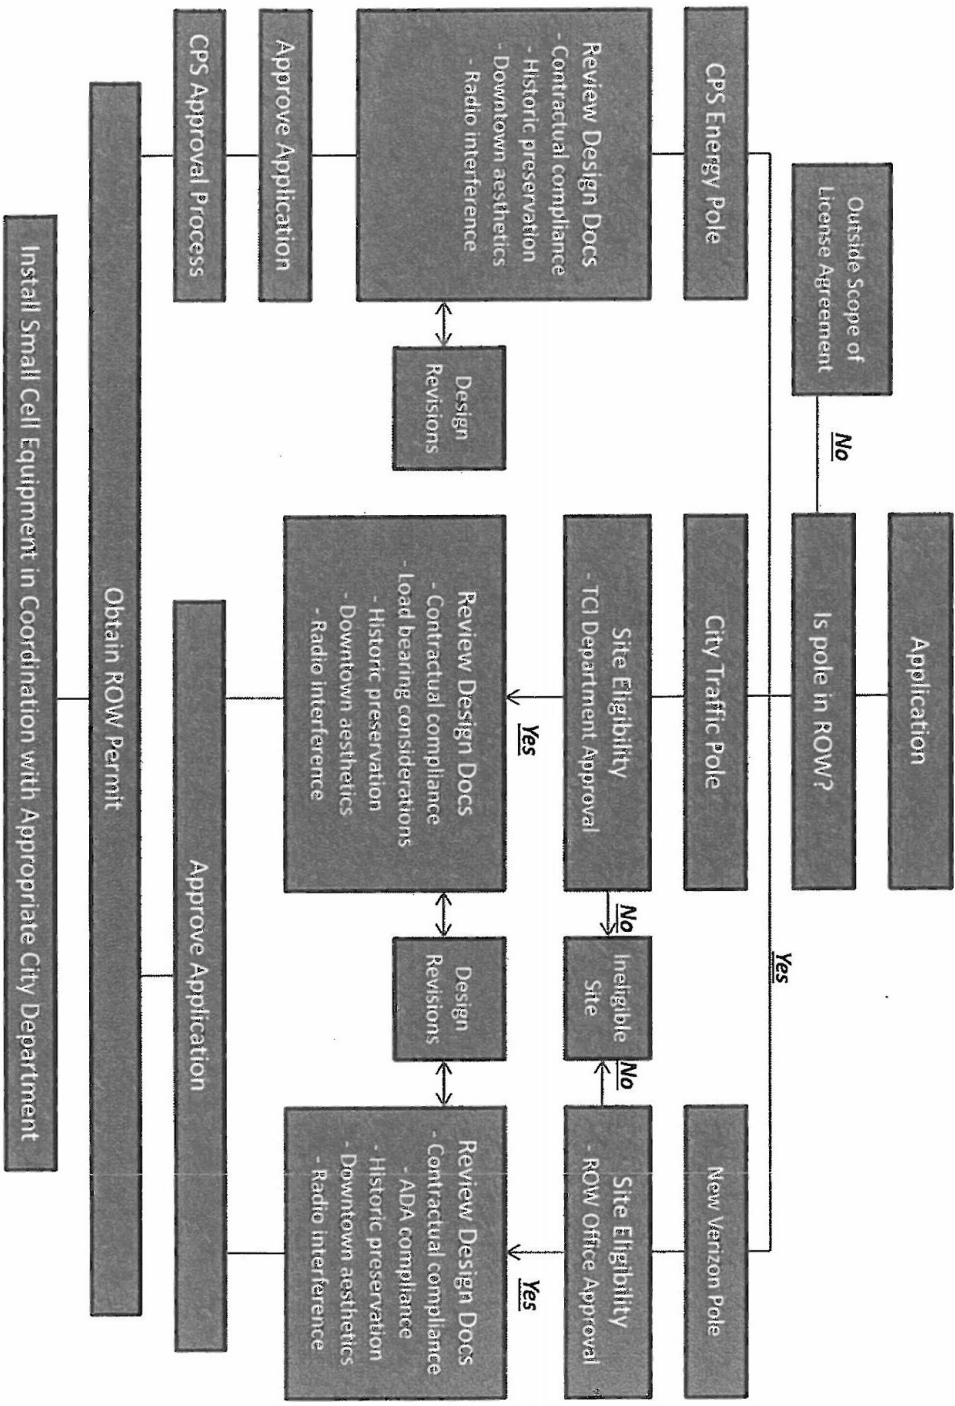 Application
Is pole in ROW?
No
Outside Scope of
License Agreement
Yes
CPS Energy Pole
Review Design Docs
- Contractual compliance
- Historic preservation
- Downtown aesthetics
- Radio interference
Design
Revisions
Approve Application
CPS Approval Process
City Traffic Pole
Site Eligibility
- TCI Department Approval
No
Ineligible
Site
Yes
Review Design Docs
- Contractual compliance
- Load bearing considerations
- Historic preservation
- Downtown aesthetics
- Radio interference
Design
Revisions
New Verizon Pole
Site Eligibility
ROW Office Approval
No
Yes
Review Design Docs
- Contractual compliance
- ADA compliance
- Historic preservation
- Downtown aesthetics
- Radio interference
Approve Application
Obtain ROW Permit
Install Small Cell Equipment in Coordination with Appropriate City Department